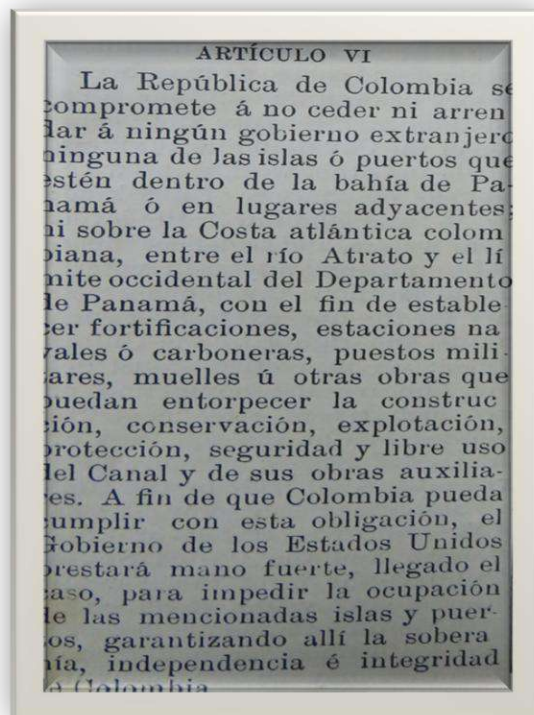 ARTÍCULO VI
La República de Colombia se
compromete á no ceder ni arren
dar á ningún gobierno extranjero
ninguna de las islas ó puertos que
estén dentro de la bahía de Pa-
namá ó en lugares adyacentes;
ni sobre la Costa atlántica colom
biana, entre el río Atrato y el lí
mite occidental del Departamento
de Panamá, con el fin de estable
cer fortificaciones, estaciones na
vales ó carboneras, puestos mili-
tares, muelles ú otras obras que
puedan entorpecer la construc
ción, conservación, explotación,
protección, seguridad y libre uso
del Canal y de sus obras auxilia-
res. A fin de que Colombia pueda
cumplir con esta obligación, el
Gobierno de los Estados Unidos
prestará mano fuerte, llegado el
caso, para impedir la ocupación
de las mencionadas islas y puer-
tos, garantizando allí la sobera
nía, independencia é integridad
de Colombia